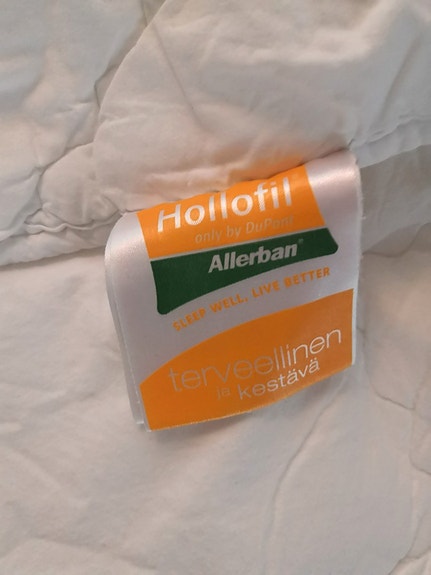 Hollofil®
only by DuPont
Allerban®
SLEEP WELL, LIVE BETTER
terveellinen
ja kestävä